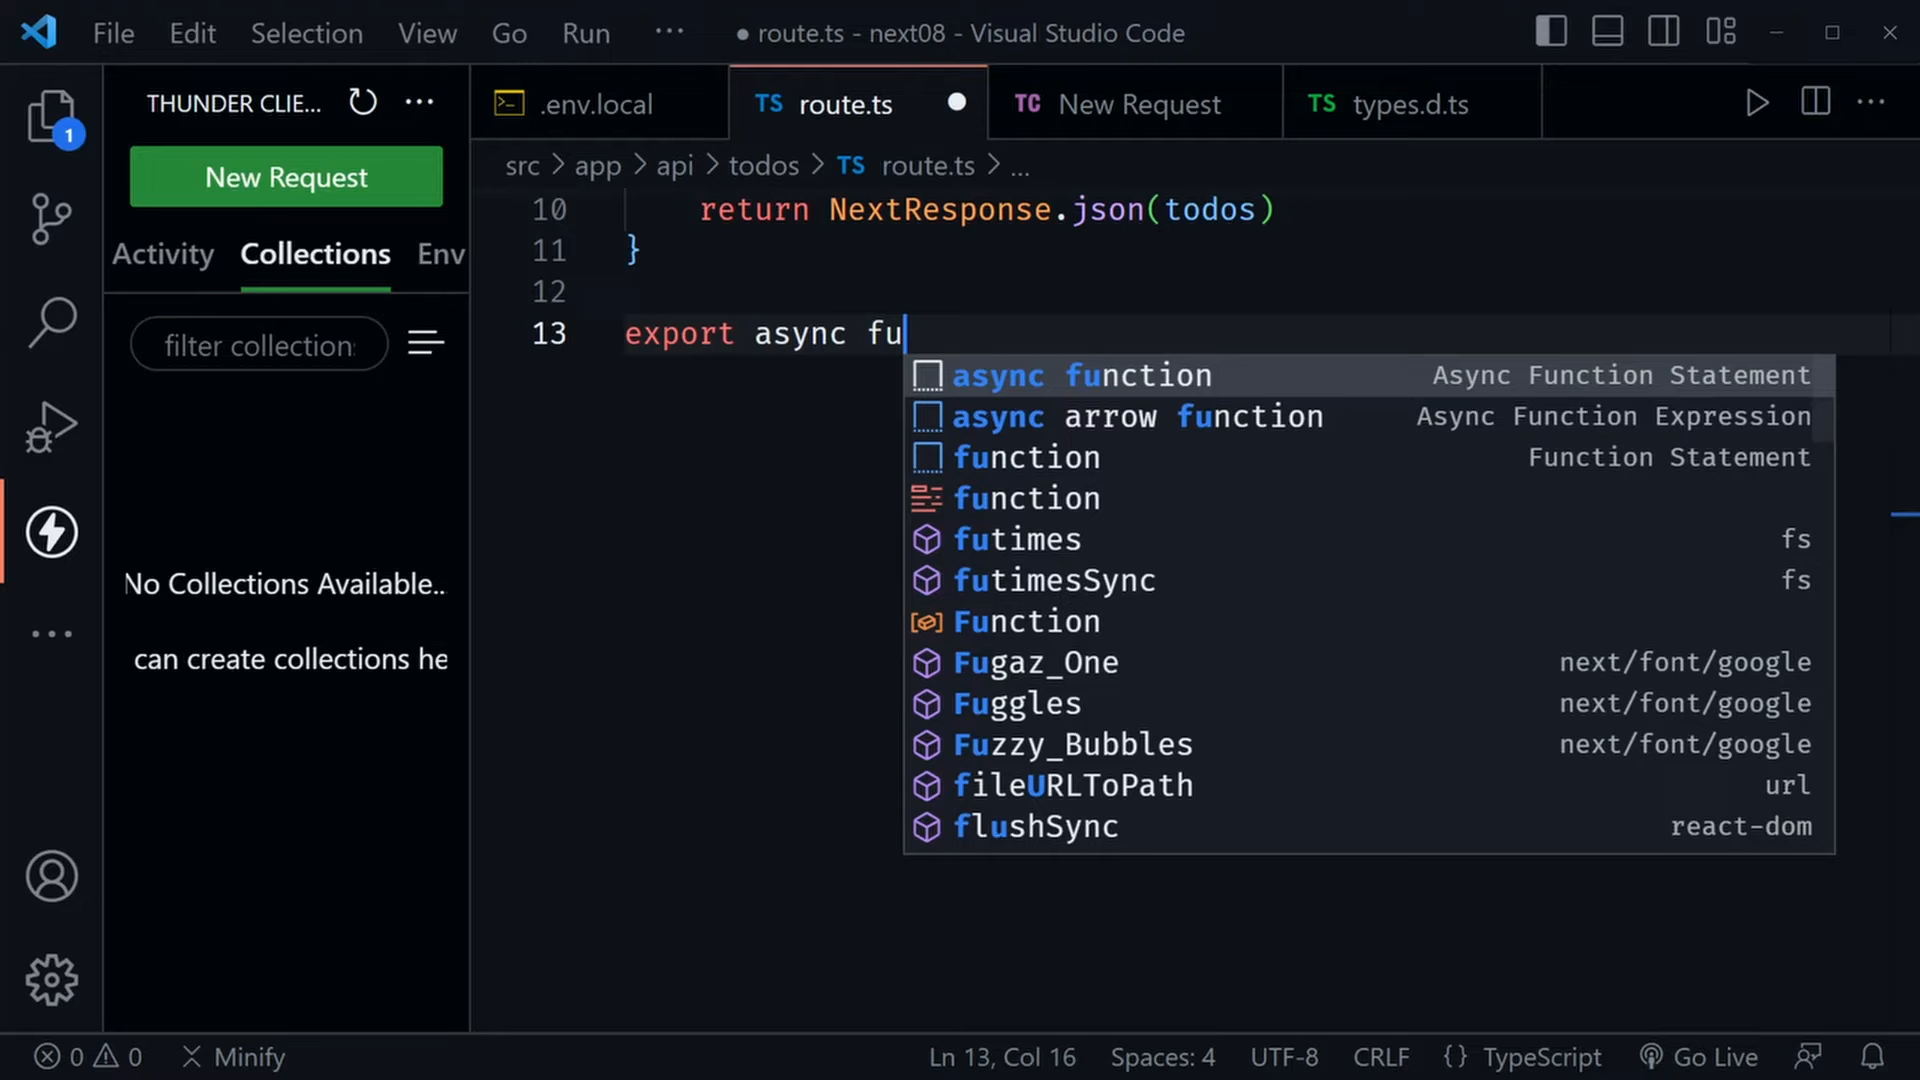 File Edit Selection View Go Run ··· ● route.ts - next08 - Visual Studio Code
1
THUNDER CLIE... ···
New Request
Activity Collections Env
filter collection
No Collections Available..
can create collections he
.env.local TS route.ts TC New Request TS types.d.ts ···
src > app > api > todos > TS route.ts > ...
10 return NextResponse.json(todos)
11 }
12
13 export async fu
async function Async Function Statement
async arrow function Async Function Expression
function Function Statement
function
futimes fs
futimesSync fs
Function
Fugaz_One next/font/google
Fuggles next/font/google
Fuzzy_Bubbles next/font/google
fileURLToPath url
flushSync react-dom
0 0 Minify Ln 13, Col 16 Spaces: 4 UTF-8 CRLF {} TypeScript Go Live